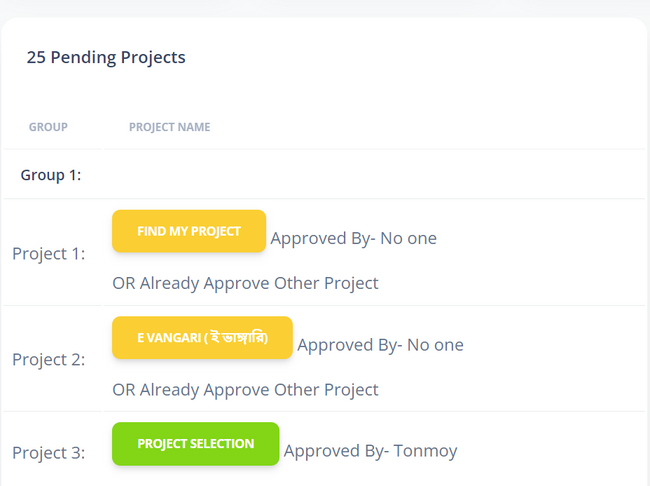 25 Pending Projects
GROUP PROJECT NAME
Group 1:
Project 1: FIND MY PROJECT Approved By- No one
OR Already Approve Other Project
Project 2: E VANGARI ( ই ভাঙ্গারি) Approved By- No one
OR Already Approve Other Project
Project 3: PROJECT SELECTION Approved By- Tonmoy